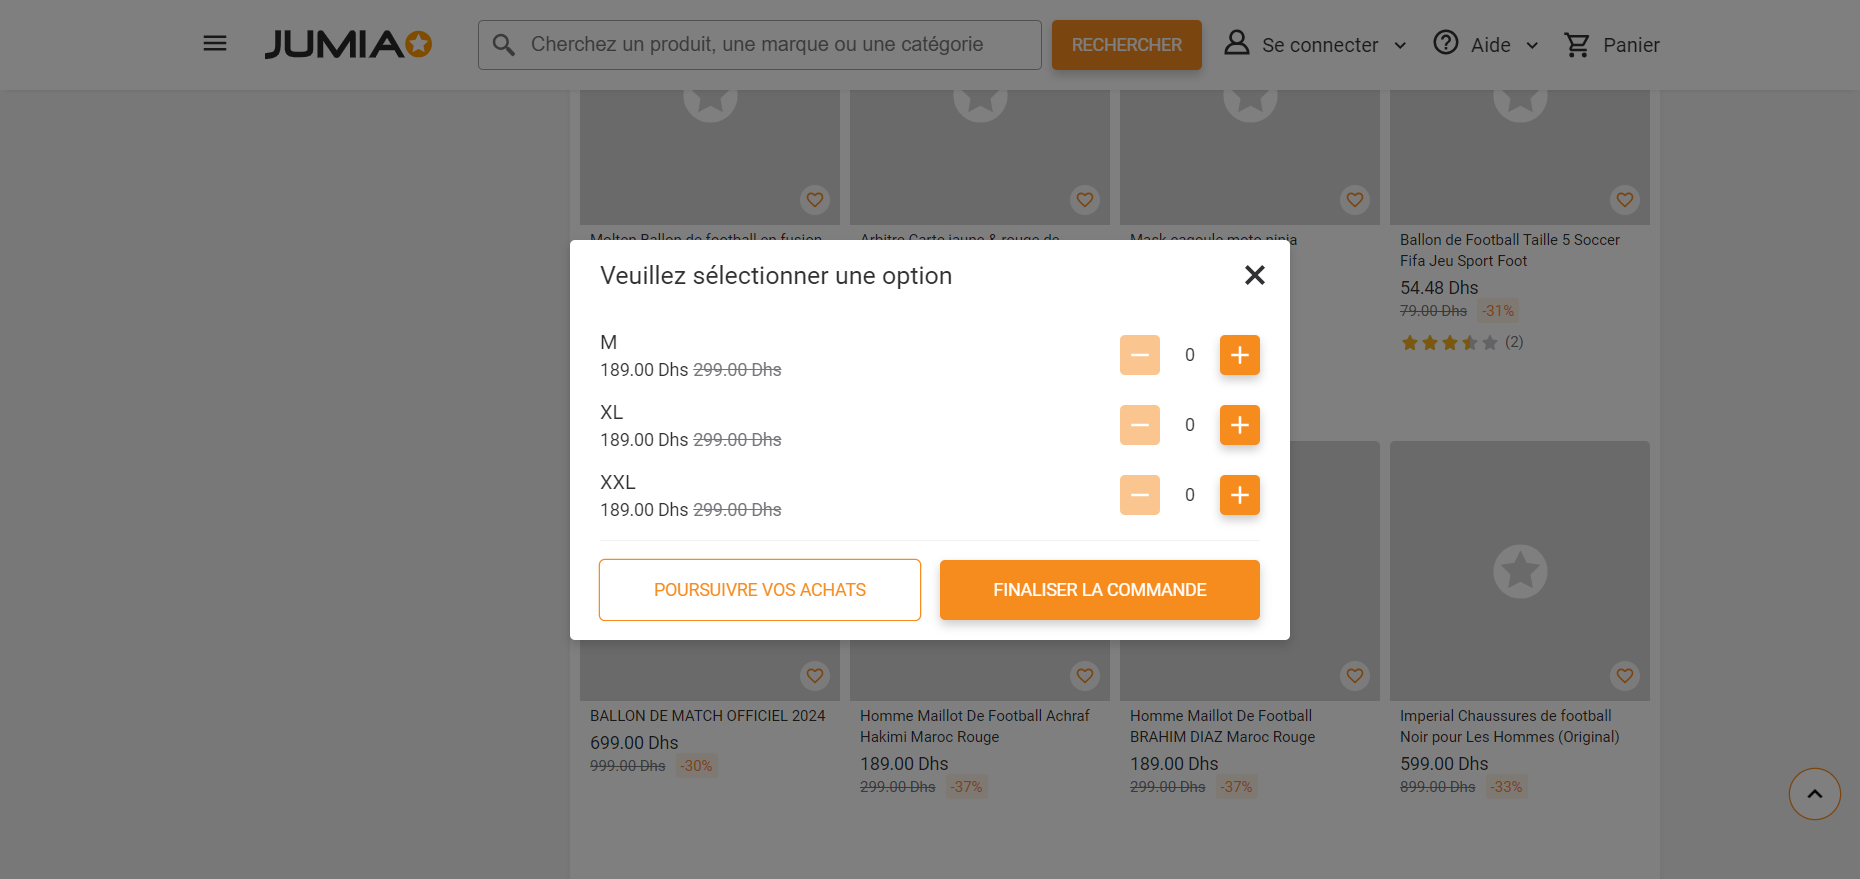 JUMIA
Cherchez un produit, une marque ou une catégorie
RECHERCHER
Se connecter
Aide
Panier
Molten Ballon de football en fusion
Arbitre Carte jaune & rouge de
Mask cagoule moto ninja
Ballon de Football Taille 5 Soccer
Fifa Jeu Sport Foot
54.48 Dhs
79.00 Dhs -31%
(2)
Veuillez sélectionner une option
M
189.00 Dhs 299.00 Dhs
0
XL
189.00 Dhs 299.00 Dhs
0
XXL
189.00 Dhs 299.00 Dhs
0
POURSUIVRE VOS ACHATS
FINALISER LA COMMANDE
BALLON DE MATCH OFFICIEL 2024
699.00 Dhs
999.00 Dhs -30%
Homme Maillot De Football Achraf
Hakimi Maroc Rouge
189.00 Dhs
299.00 Dhs -37%
Homme Maillot De Football
BRAHIM DIAZ Maroc Rouge
189.00 Dhs
299.00 Dhs -37%
Imperial Chaussures de football
Noir pour Les Hommes (Original)
599.00 Dhs
899.00 Dhs -33%